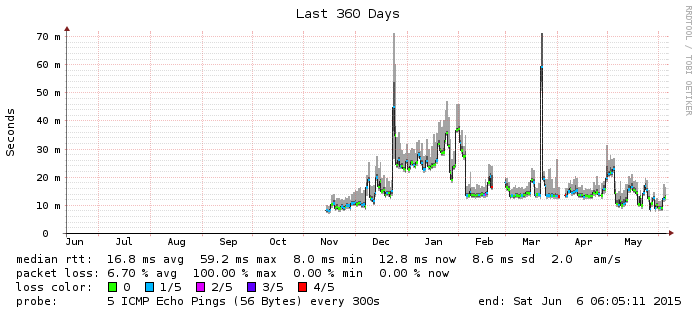 Last 360 Days
RRDTOOL / TOBI OETIKER
Seconds
70 m
60 m
50 m
40 m
30 m
20 m
10 m
0
Jun Jul Aug Sep Oct Nov Dec Jan Feb Mar Apr May
median rtt: 16.8 ms avg 59.2 ms max 8.0 ms min 12.8 ms now 8.6 ms sd 2.0 am/s
packet loss: 6.70 % avg 100.00 % max 0.00 % min 0.00 % now
loss color: 0 1/5 2/5 3/5 4/5
probe: 5 ICMP Echo Pings (56 Bytes) every 300s end: Sat Jun 6 06:05:11 2015